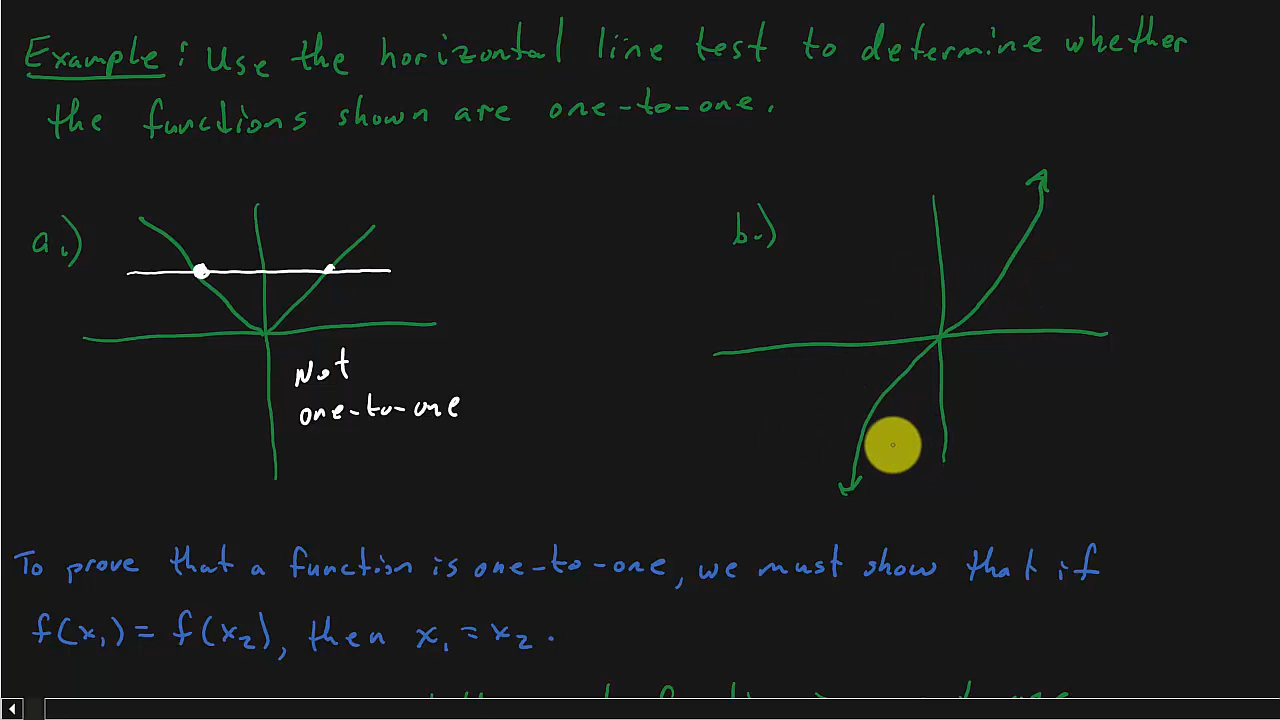 Example: Use the horizontal line test to determine whether
the functions shown are one-to-one.
a.)
b.)
Not
one-to-one
To prove that a function is one-to-one, we must show that if
f(x₁) = f(x₂), then x₁ = x₂.